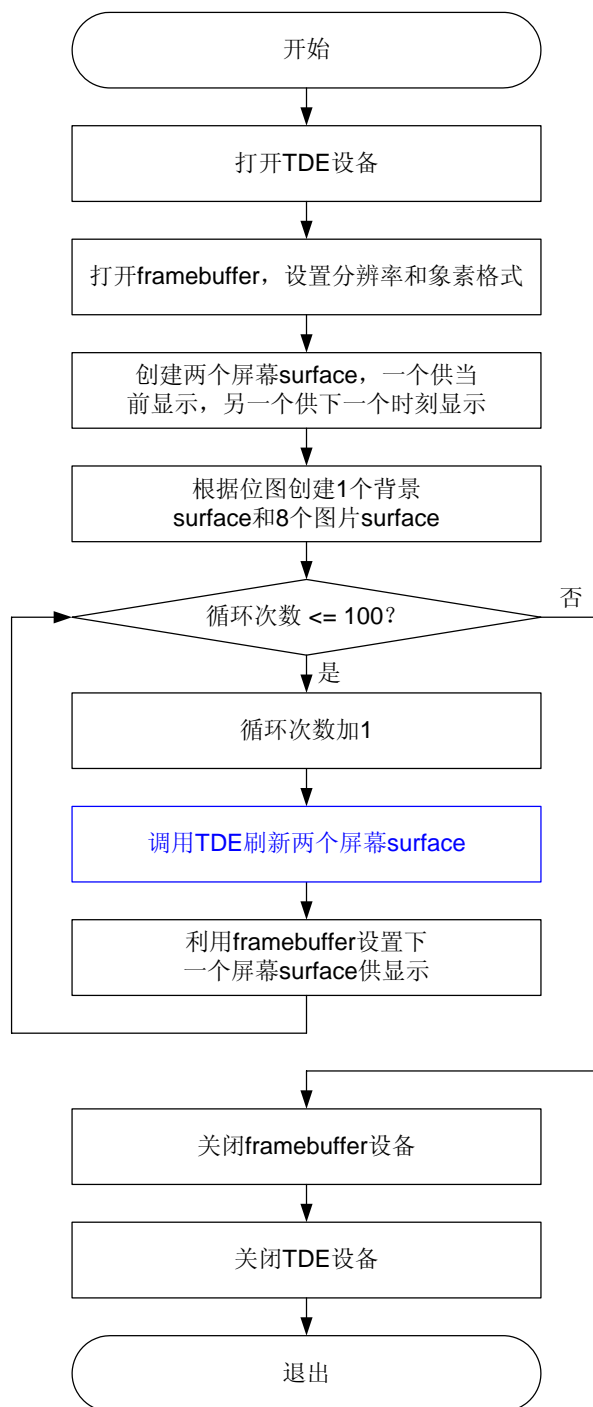 开始
打开TDE设备
打开framebuffer，设置分辨率和象素格式
创建两个屏幕surface，一个供当
前显示，另一个供下一个时刻显示
根据位图创建1个背景
surface和8个图片surface
循环次数 <= 100?
否
是
循环次数加1
调用TDE刷新两个屏幕surface
利用framebuffer设置下
一个屏幕surface供显示
关闭framebuffer设备
关闭TDE设备
退出